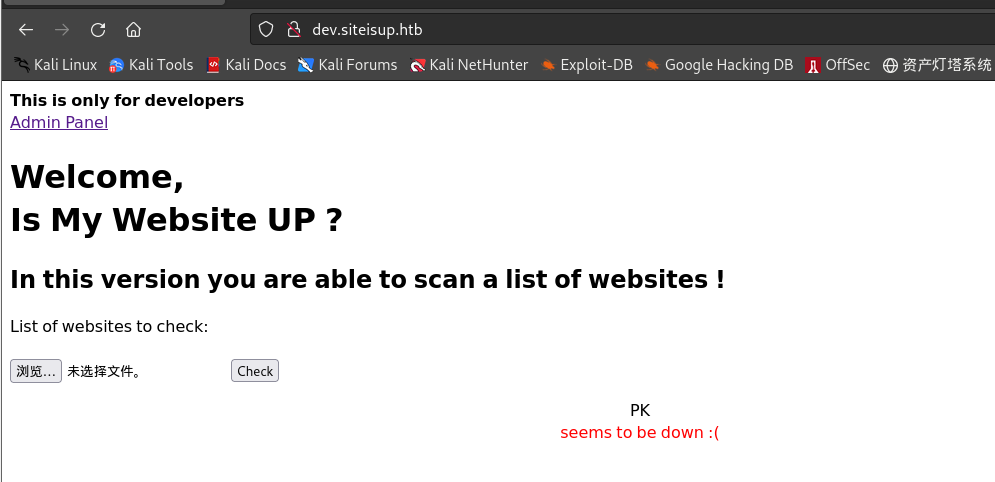 dev.siteisup.htb
Kali Linux Kali Tools Kali Docs Kali Forums Kali NetHunter Exploit-DB Google Hacking DB OffSec 资产灯塔系统
This is only for developers
Admin Panel
Welcome,
Is My Website UP ?
In this version you are able to scan a list of websites !
List of websites to check:
浏览... 未选择文件。 Check
PK
seems to be down :(